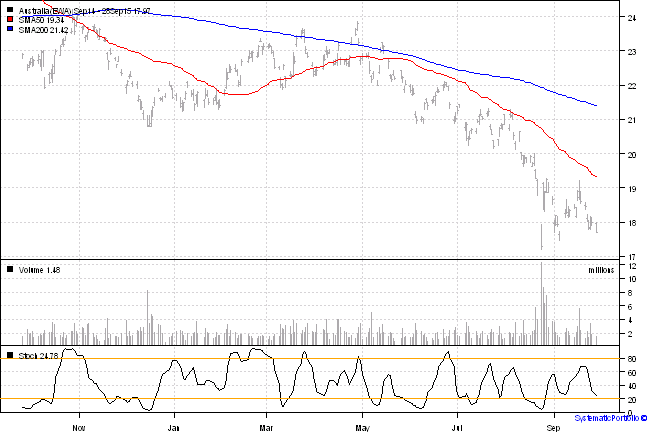 Australia (EWA) Sep14 - 28Sep15 17.97
SMA50 19.34
SMA200 21.42
24
23
22
21
20
19
18
17
Volume 1.48
millions
12
10
8
6
4
2
Stoch 24.78
80
60
40
20
0
Nov Jan Mar May Jul Sep
SystematicPortfolio ©